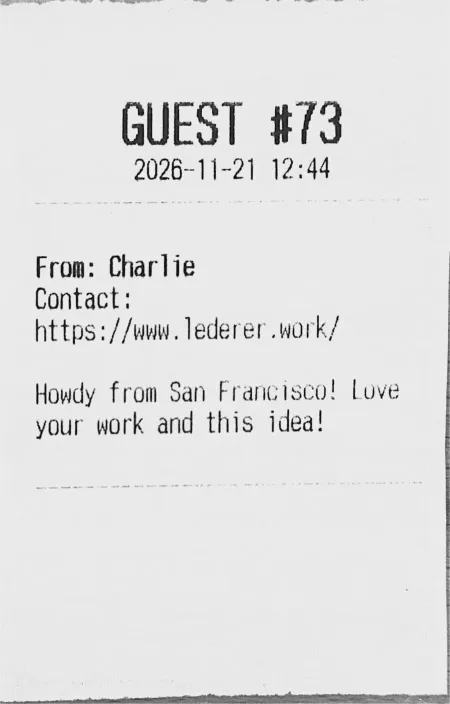 GUEST #73
2026-11-21 12:44
From: Charlie
Contact:
https://www.lederer.work/
Howdy from San Francisco! Love
your work and this idea!